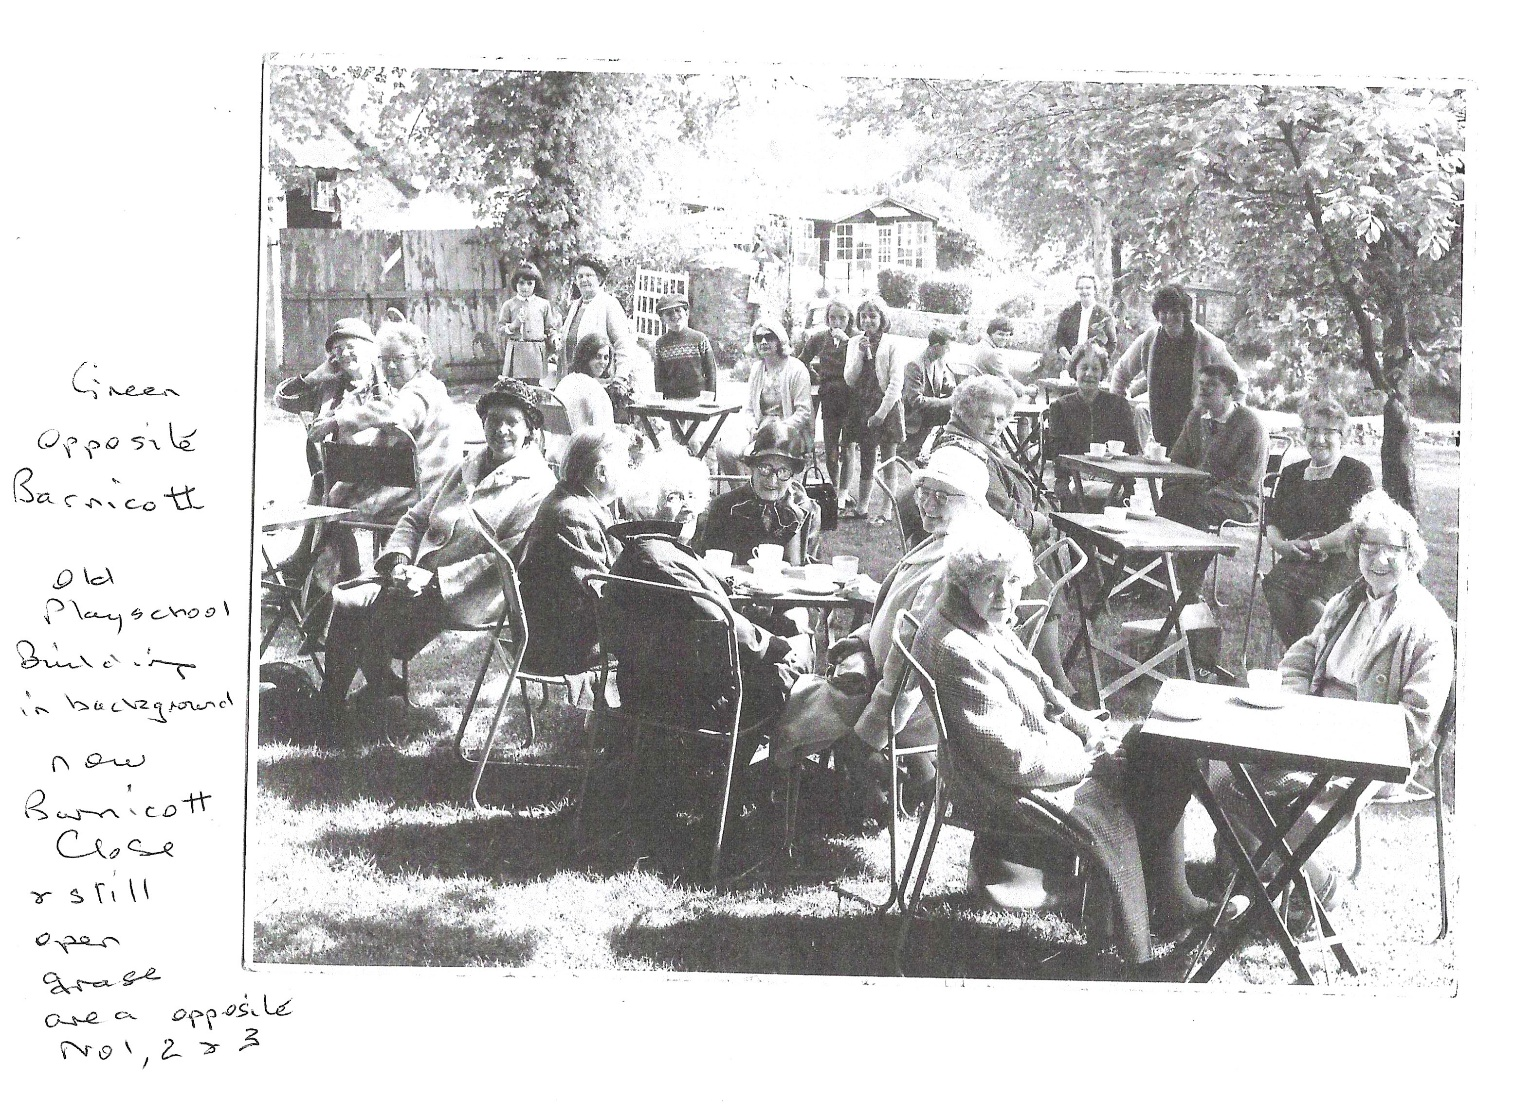 Green
opposite
Barnicott
old
Playschool
Building
in background
now
Barnicott
Close
& still
open
grass
area opposite
No 1, 2 & 3